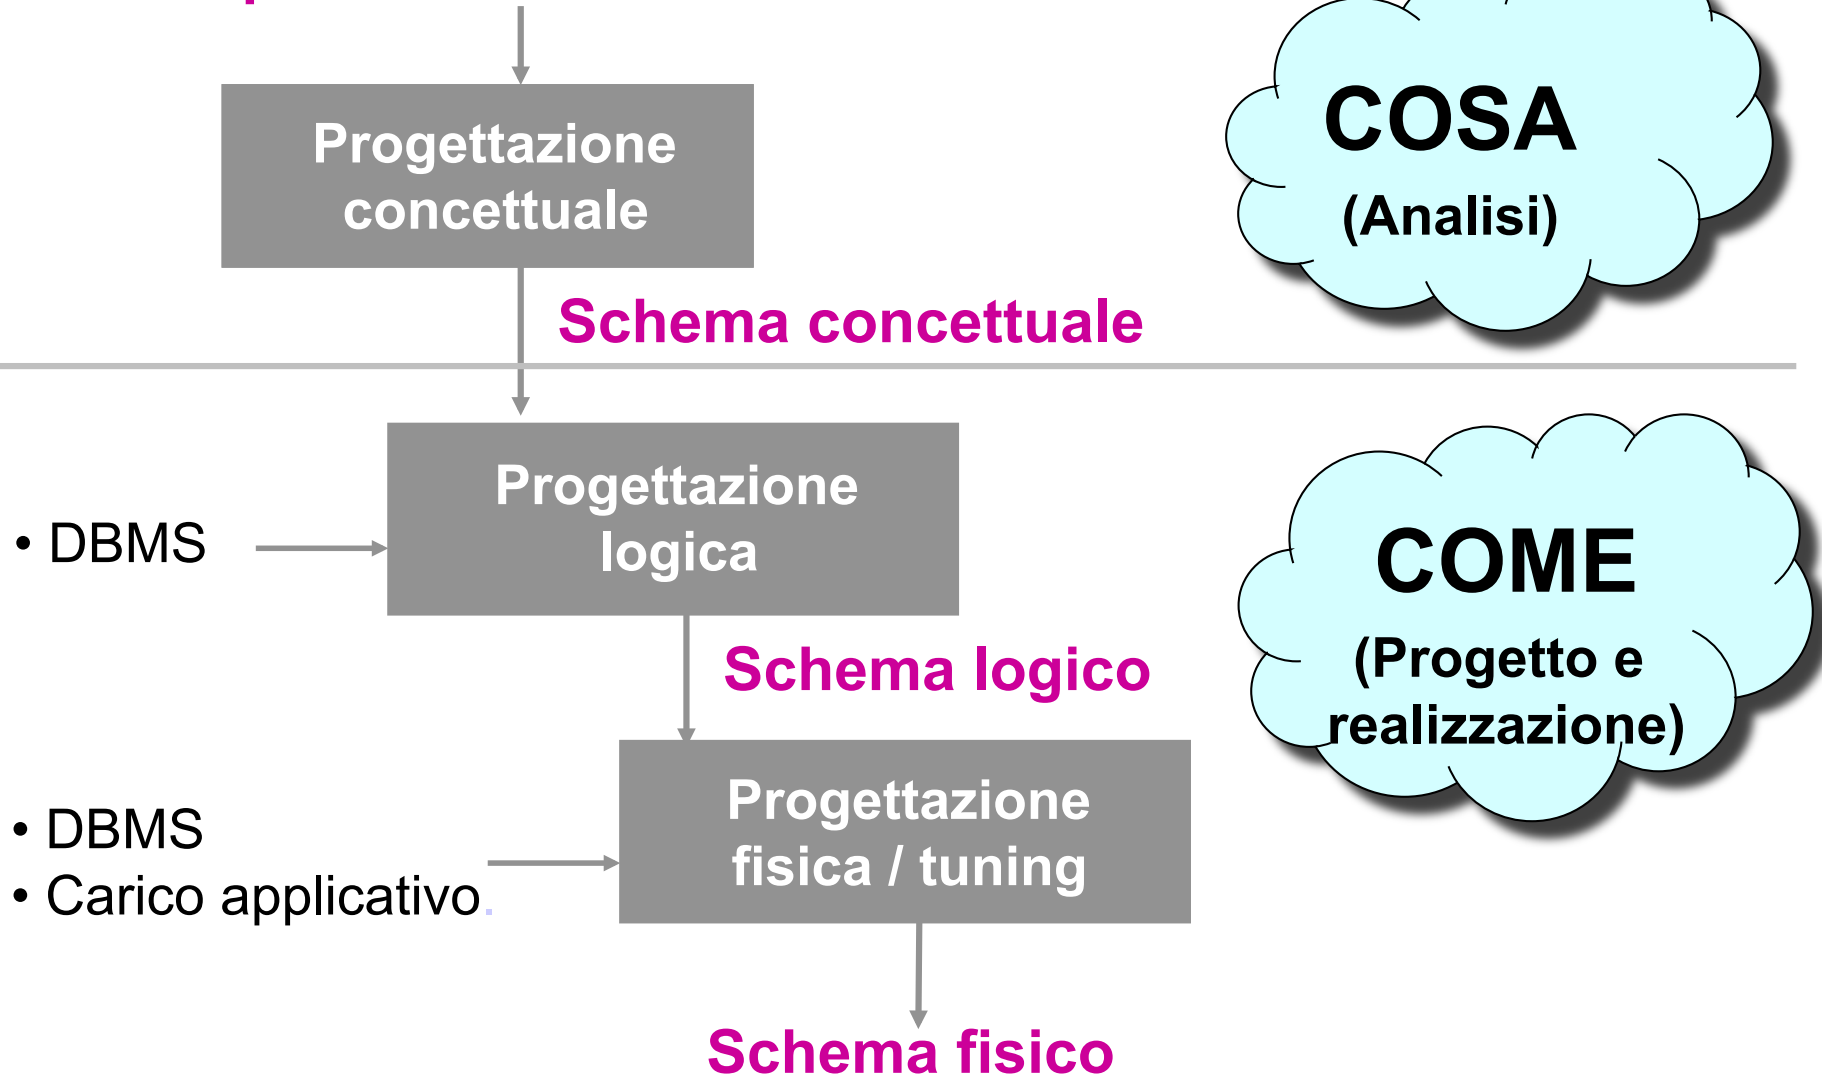 Progettazione
concettuale
COSA
(Analisi)
Schema concettuale
Progettazione
logica
• DBMS
COME
(Progetto e
realizzazione)
Schema logico
Progettazione
fisica / tuning
• DBMS
• Carico applicativo.
Schema fisico